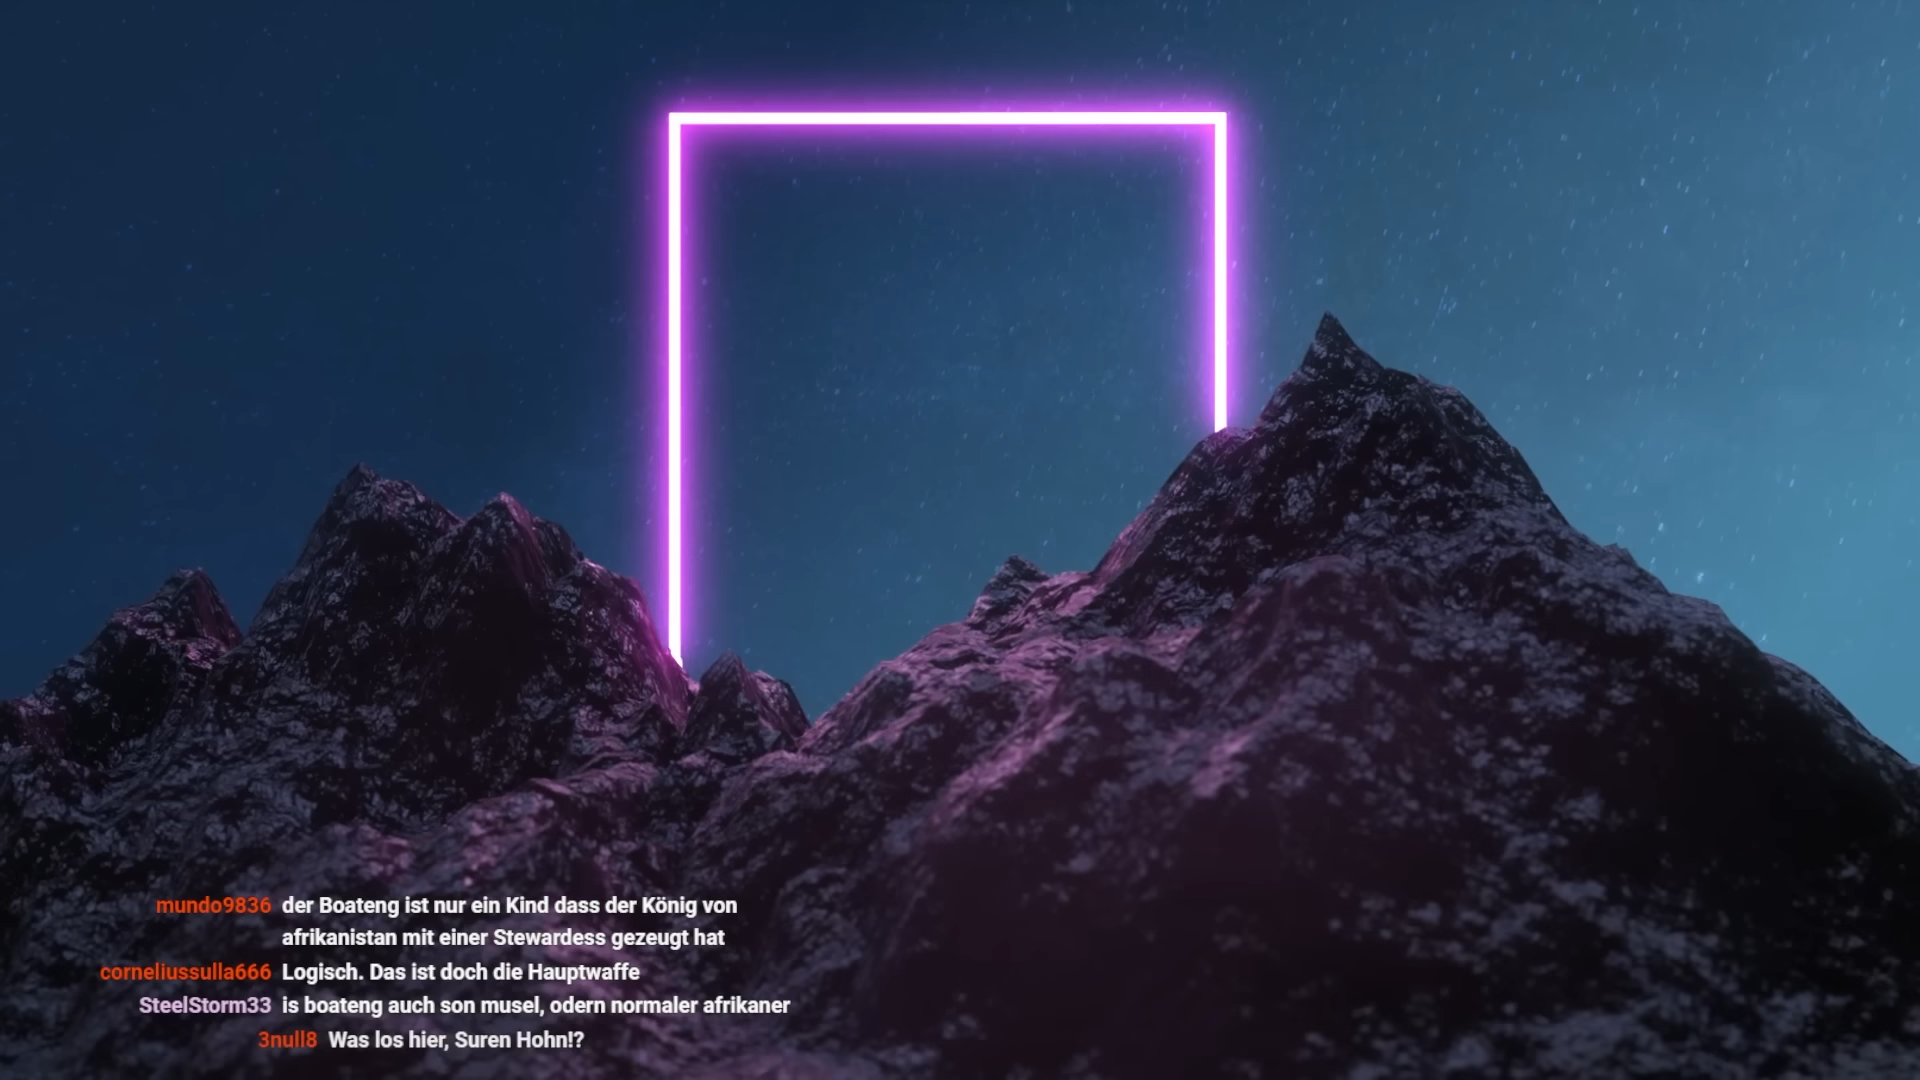 mundo9836 der Boateng ist nur ein Kind dass der König von
afrikanistan mit einer Stewardess gezeugt hat
corneliussulla666 Logisch. Das ist doch die Hauptwaffe
SteelStorm33 is boateng auch son musel, odern normaler afrikaner
3null8 Was los hier, Suren Hohn!?